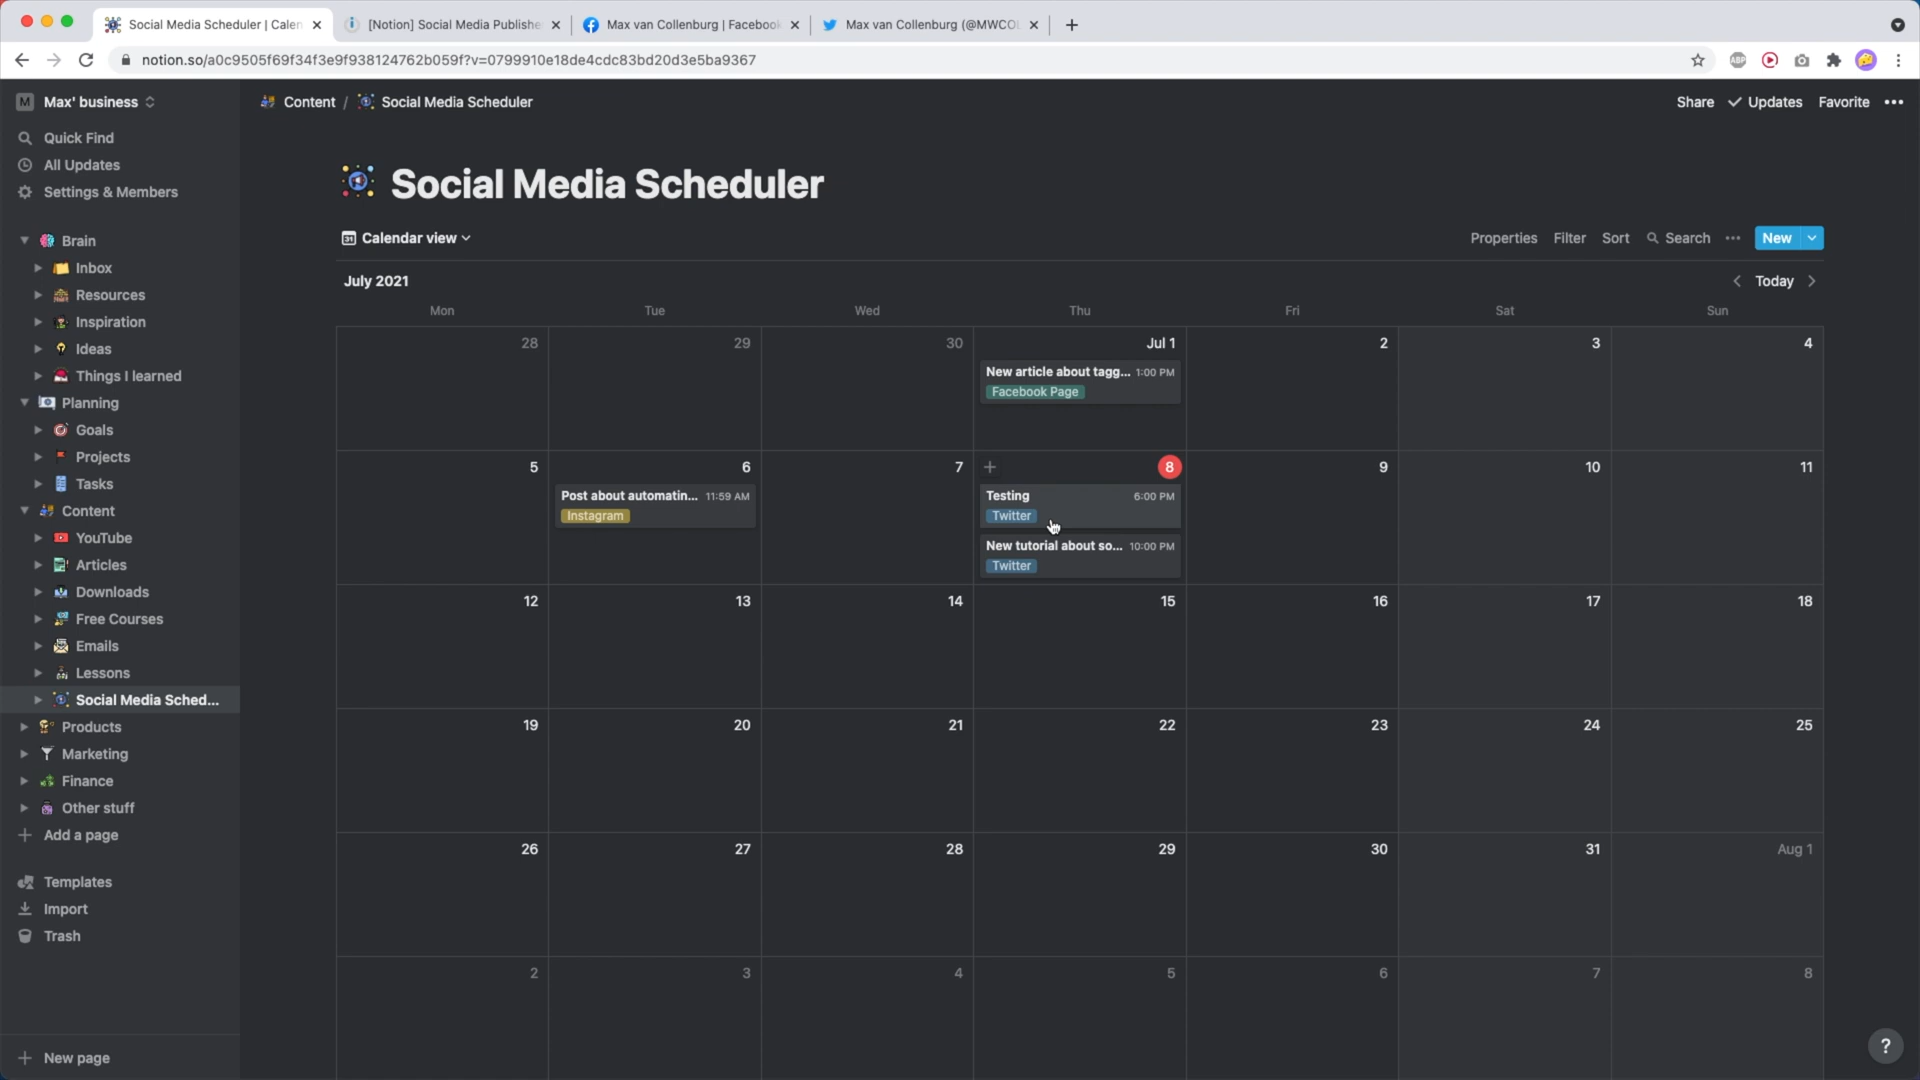 Social Media Scheduler | Calen
[Notion] Social Media Publishe
Max van Collenburg | Facebook
Max van Collenburg (@MWCOL
notion.so/a0c9505f69f34f3e9f938124762b059f?v=0799910e18de4cdc83bd20d3e5ba9367
ABP
M Max' business
Content / Social Media Scheduler
Share Updates Favorite
Quick Find
All Updates
Settings & Members
Brain
Inbox
Resources
Inspiration
Ideas
Things I learned
Planning
Goals
Projects
Tasks
Content
YouTube
Articles
Downloads
Free Courses
Emails
Lessons
Social Media Sched...
Products
Marketing
Finance
Other stuff
Add a page
Templates
Import
Trash
New page
Social Media Scheduler
31 Calendar view
Properties Filter Sort Search New
July 2021
Today
Mon Tue Wed Thu Fri Sat Sun
28 29 30 Jul 1 2 3 4
New article about tagg... 1:00 PM
Facebook Page
5 6 7 8 9 10 11
Post about automatin... 11:59 AM
Instagram
Testing 6:00 PM
Twitter
New tutorial about so... 10:00 PM
Twitter
12 13 14 15 16 17 18
19 20 21 22 23 24 25
26 27 28 29 30 31 Aug 1
2 3 4 5 6 7 8
?